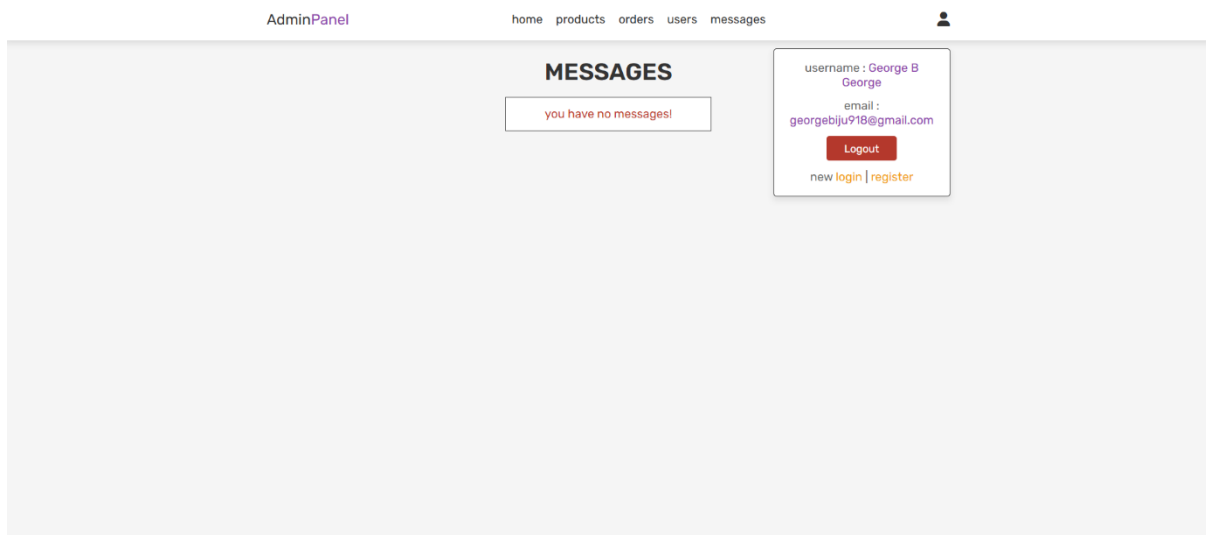 AdminPanel
home products orders users messages
MESSAGES
you have no messages!
username : George B
George
email :
georgebiju918@gmail.com
Logout
new login | register